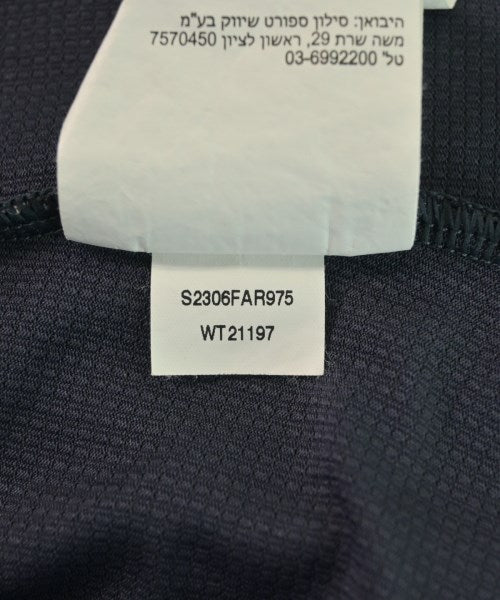 היבואן: סילון ספורט שיווק בע"מ
משה שרת 29, ראשון לציון 7570450
טל' 03-6992200
S2306FAR975
WT21197